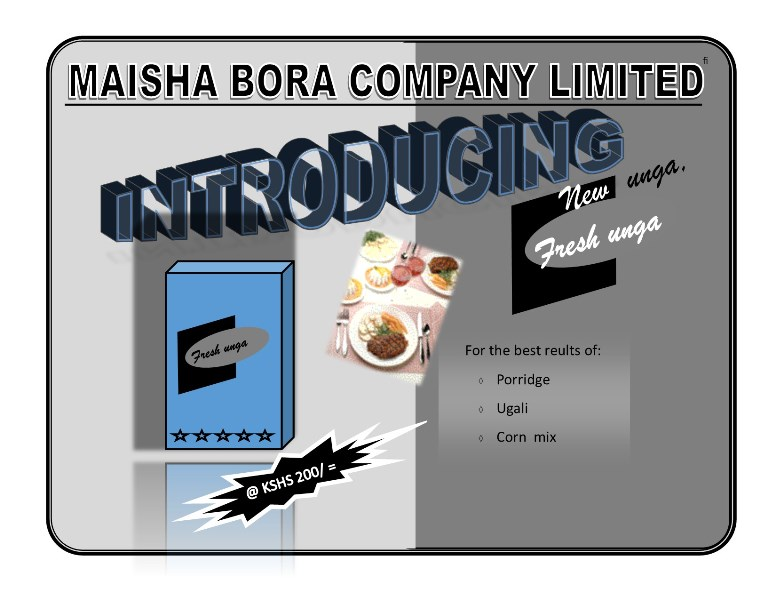 MAISHA BORA COMPANY LIMITED
fi
INTRODUCING
New unga.
Fresh unga
Fresh unga
For the best reults of:
◊ Porridge
◊ Ugali
◊ Corn mix
@ KSHS 200/=